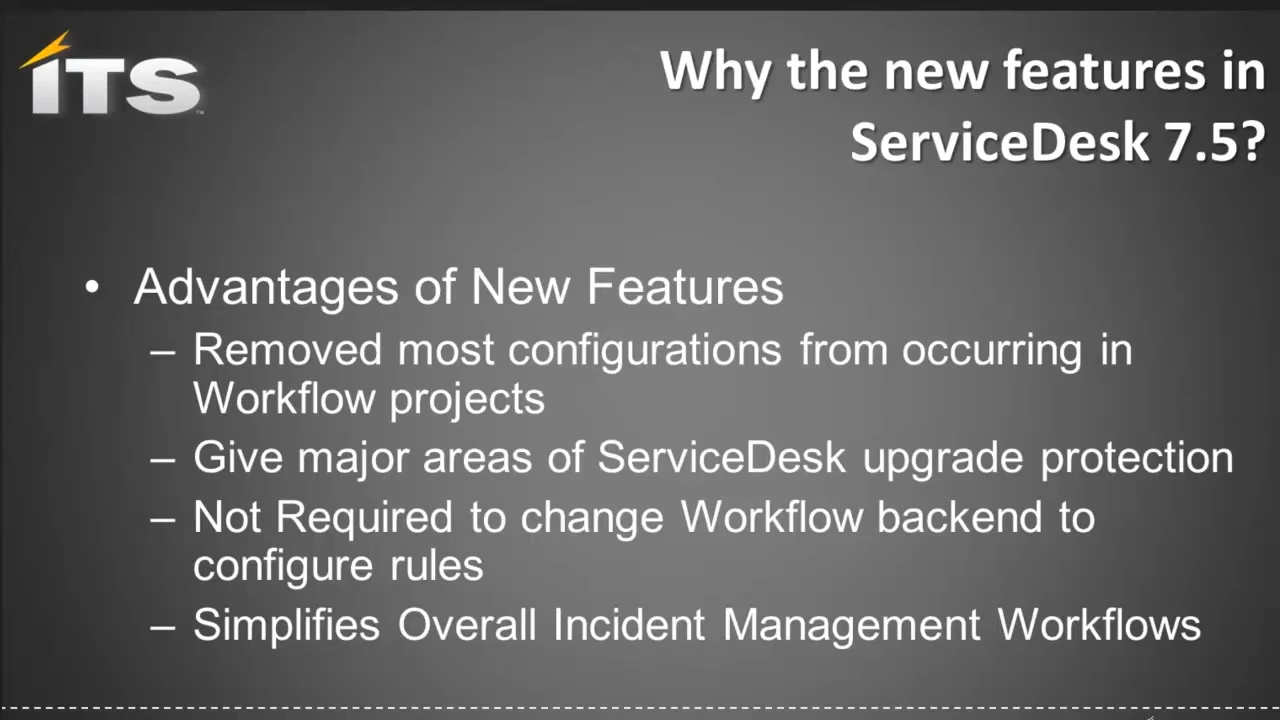 iTS
™
Why the new features in
ServiceDesk 7.5?
• Advantages of New Features
– Removed most configurations from occurring in
Workflow projects
– Give major areas of ServiceDesk upgrade protection
– Not Required to change Workflow backend to
configure rules
– Simplifies Overall Incident Management Workflows